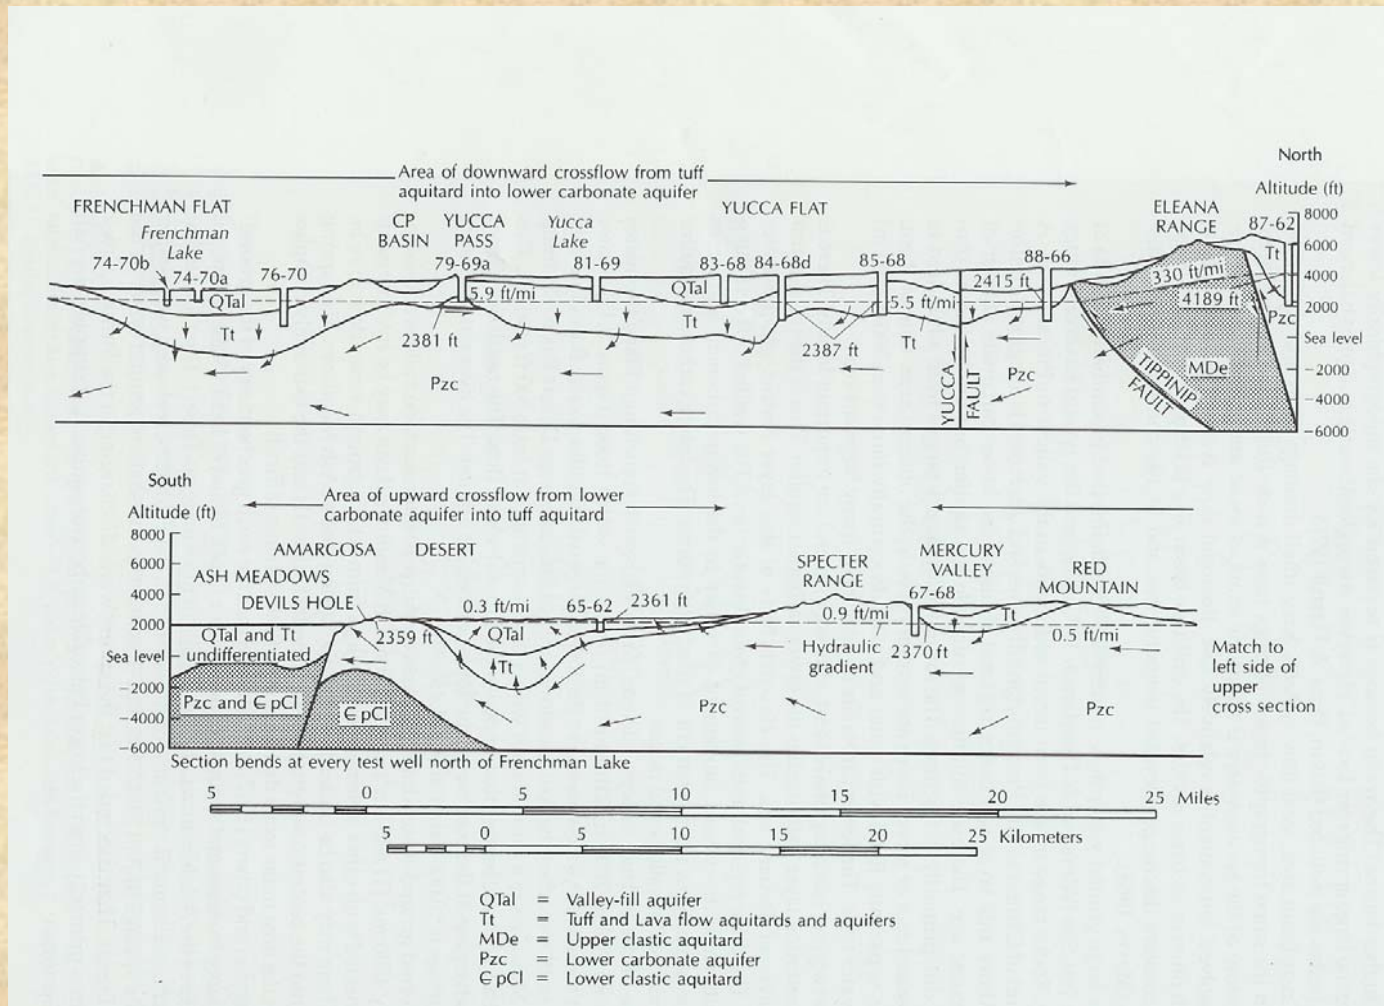 North
Altitude (ft)
Area of downward crossflow from tuff
aquitard into lower carbonate aquifer
FRENCHMAN FLAT
Frenchman
Lake
CP
BASIN
YUCCA
PASS
Yucca
Lake
YUCCA FLAT
ELEANA
RANGE
74-70b
74-70a
76-70
79-69a
81-69
83-68
84-68d
85-68
88-66
87-62
QTal
Tt
5.9 ft/mi
2381 ft
QTal
Tt
2387 ft
5.5 ft/mi
Tt
2415 ft
330 ft/mi
4189 ft
Tt
Pzc
Pzc
Pzc
MDe
YUCCA
FAULT
TIPPINIP
FAULT
8000
6000
4000
2000
Sea level
−2000
−4000
−6000
South
Altitude (ft)
Area of upward crossflow from lower
carbonate aquifer into tuff aquitard
8000
6000
4000
2000
Sea level
−2000
−4000
−6000
AMARGOSA DESERT
ASH MEADOWS
DEVILS HOLE
2359 ft
0.3 ft/mi
65-62
2361 ft
QTal
Tt
QTal and Tt
undifferentiated
Pzc and ЄpCl
ЄpCl
SPECTER
RANGE
MERCURY
VALLEY
RED
MOUNTAIN
67-68
0.9 ft/mi
Hydraulic
gradient
2370 ft
Tt
0.5 ft/mi
Pzc
Pzc
Match to
left side of
upper
cross section
Section bends at every test well north of Frenchman Lake
5 0 5 10 15 20 25 Miles
5 0 5 10 15 20 25 Kilometers
QTal = Valley-fill aquifer
Tt = Tuff and Lava flow aquitards and aquifers
MDe = Upper clastic aquitard
Pzc = Lower carbonate aquifer
ЄpCl = Lower clastic aquitard